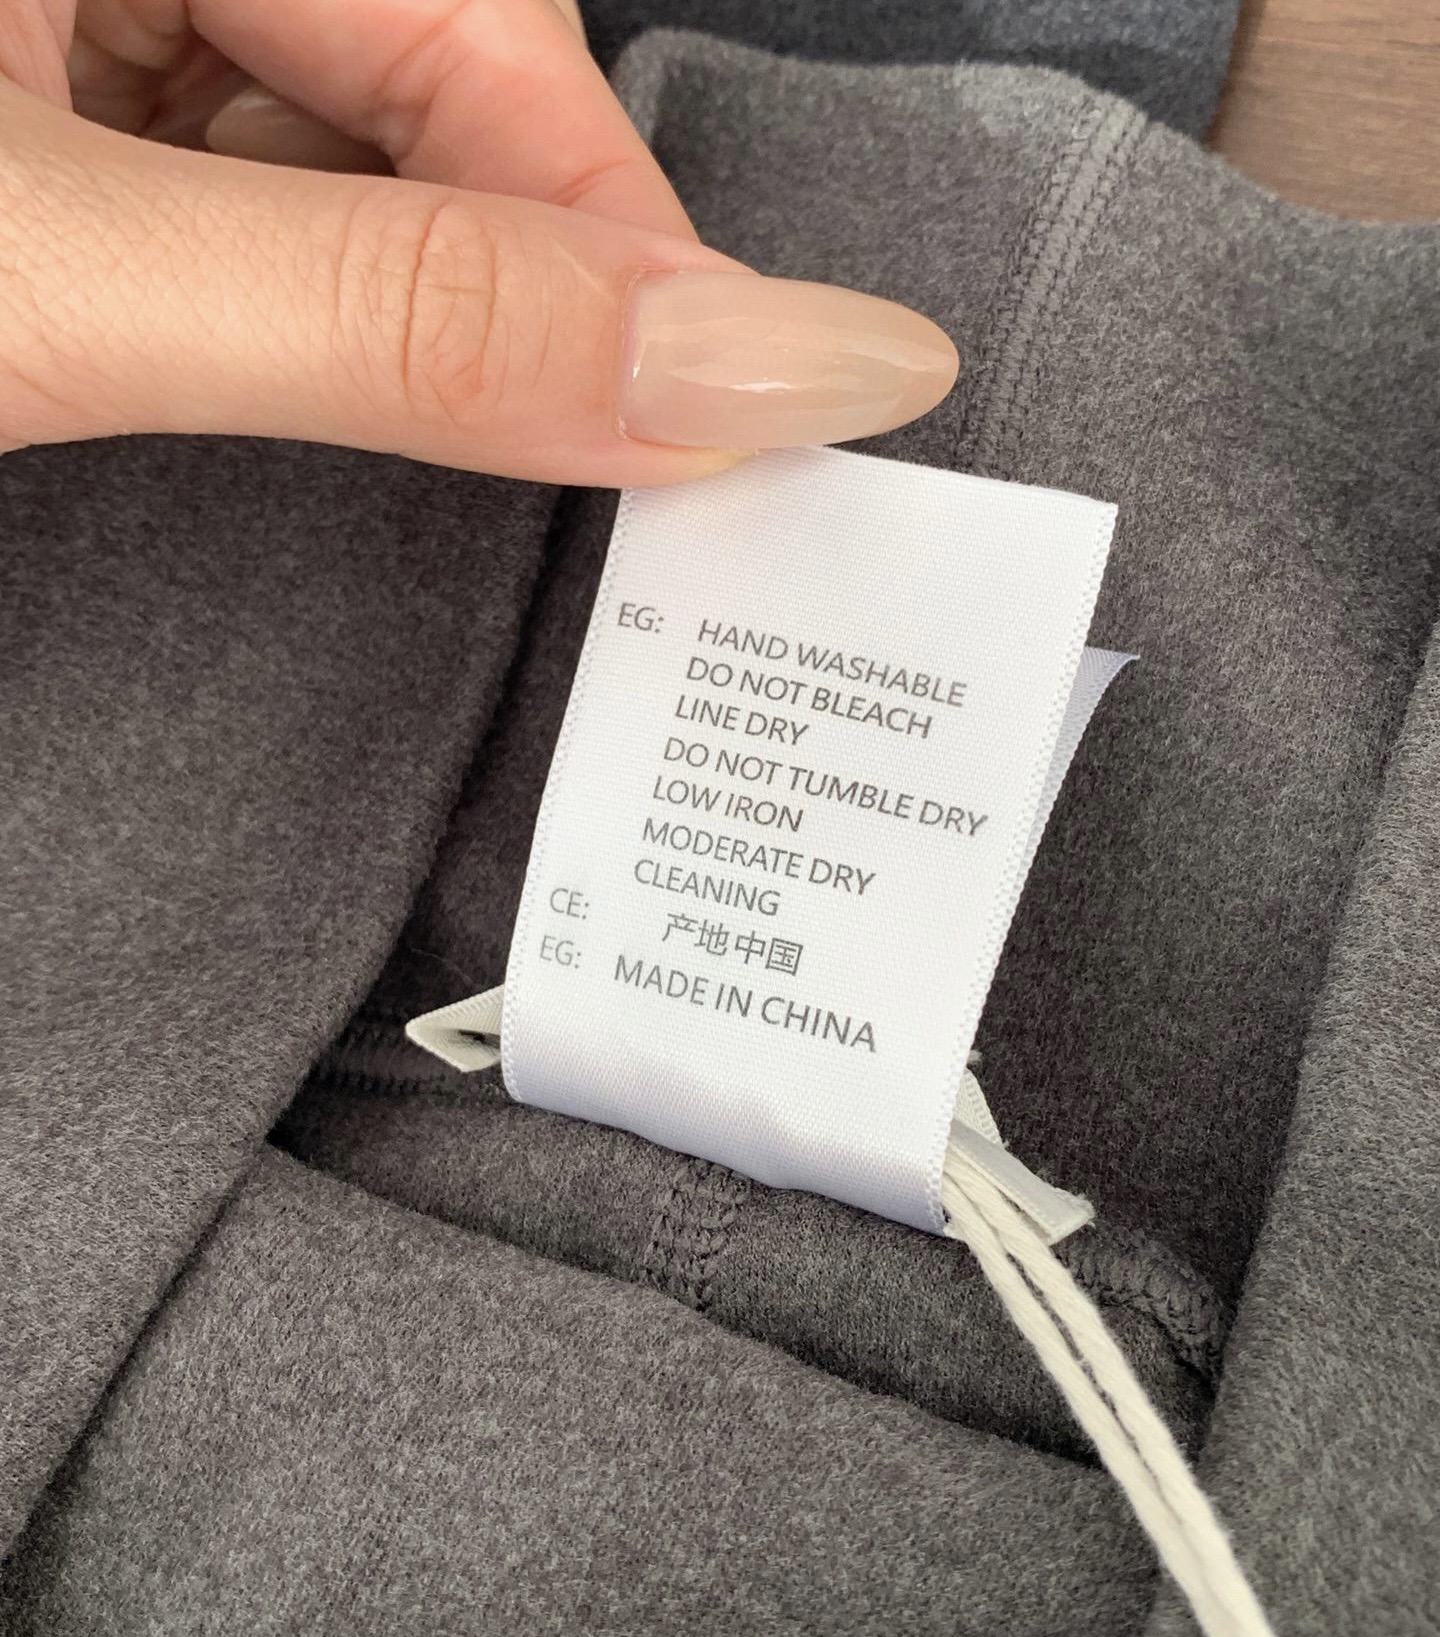 EG: HAND WASHABLE
DO NOT BLEACH
LINE DRY
DO NOT TUMBLE DRY
LOW IRON
MODERATE DRY
CLEANING
CE: 产地中国
EG: MADE IN CHINA